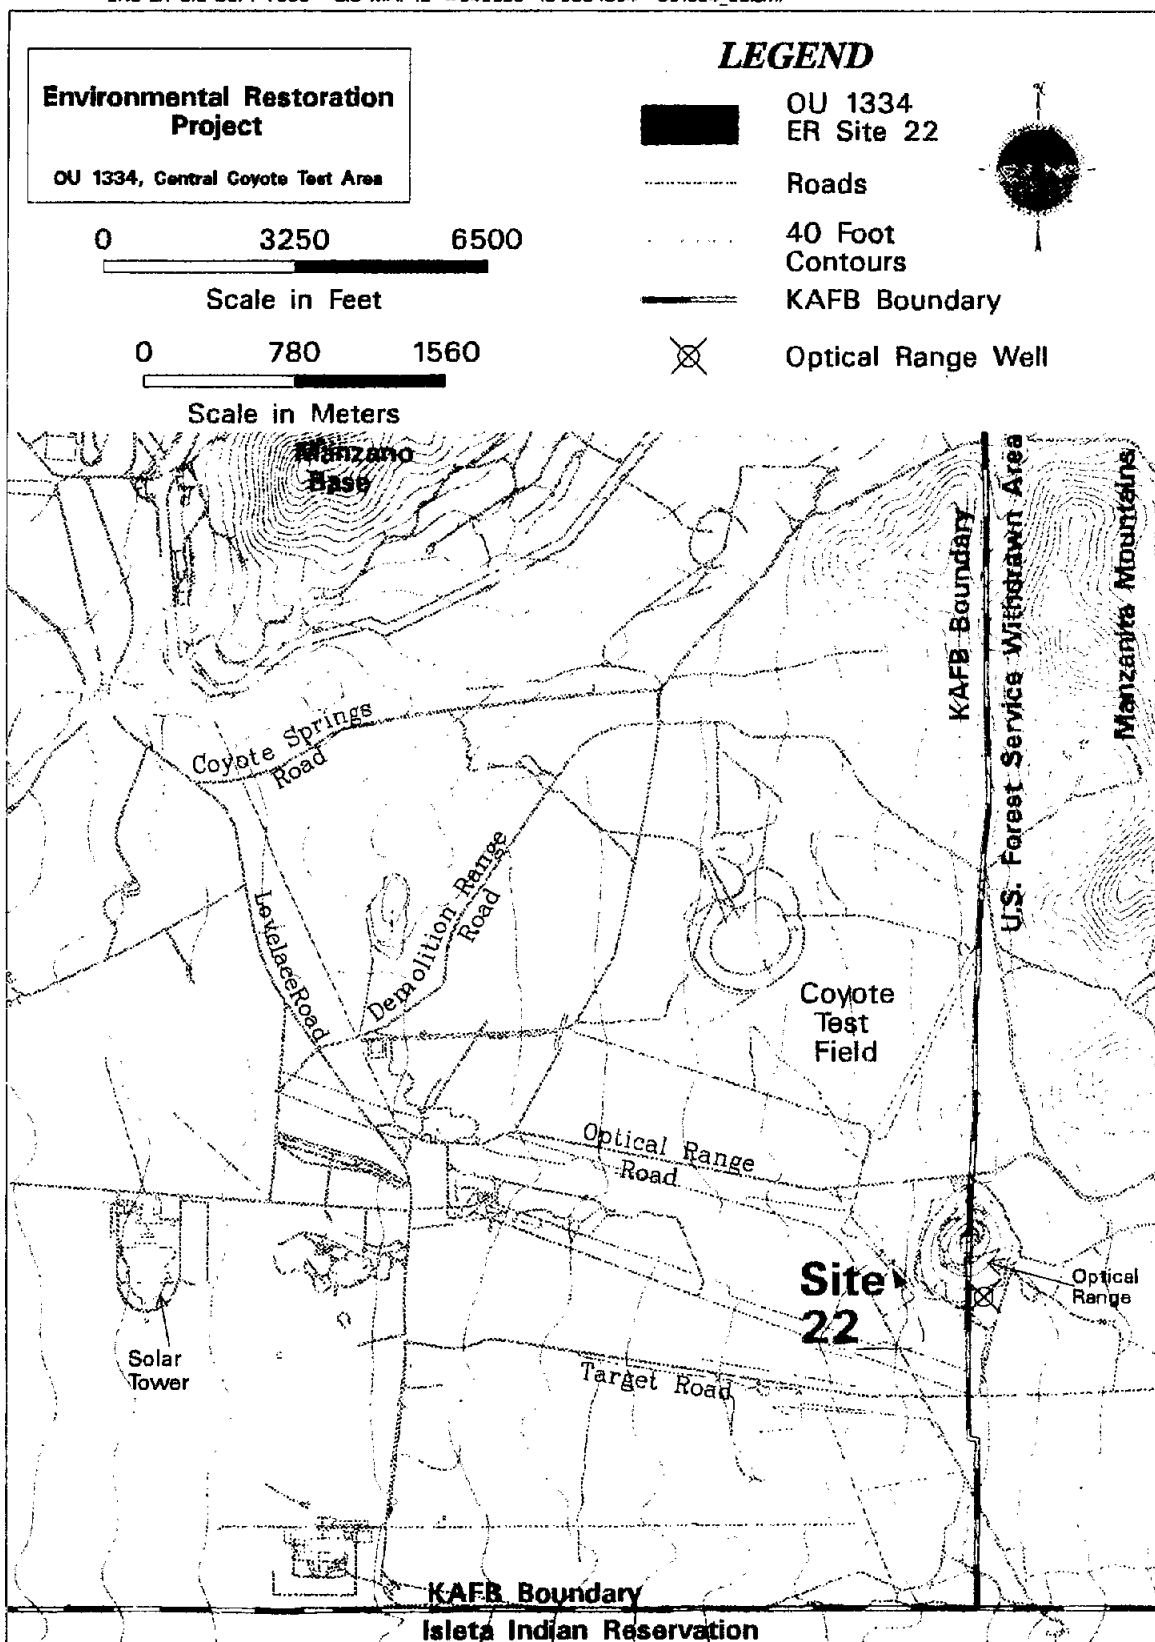 LEGEND
Environmental Restoration
Project
OU 1334, Central Coyote Test Area
0 3250 6500
Scale in Feet
0 780 1560
Scale in Meters
OU 1334
ER Site 22
Roads
40 Foot
Contours
KAFB Boundary
Optical Range Well
Manzano
Base
KAFB Boundary
U.S. Forest Service Withdrawn Area
Manzanita Mountains
Coyote Springs
Road
Demolition Range
Road
Lovelace Road
Coyote
Test
Field
Optical Range
Road
Site
22
Optical
Range
Solar
Tower
Target Road
KAFB Boundary
Isleta Indian Reservation